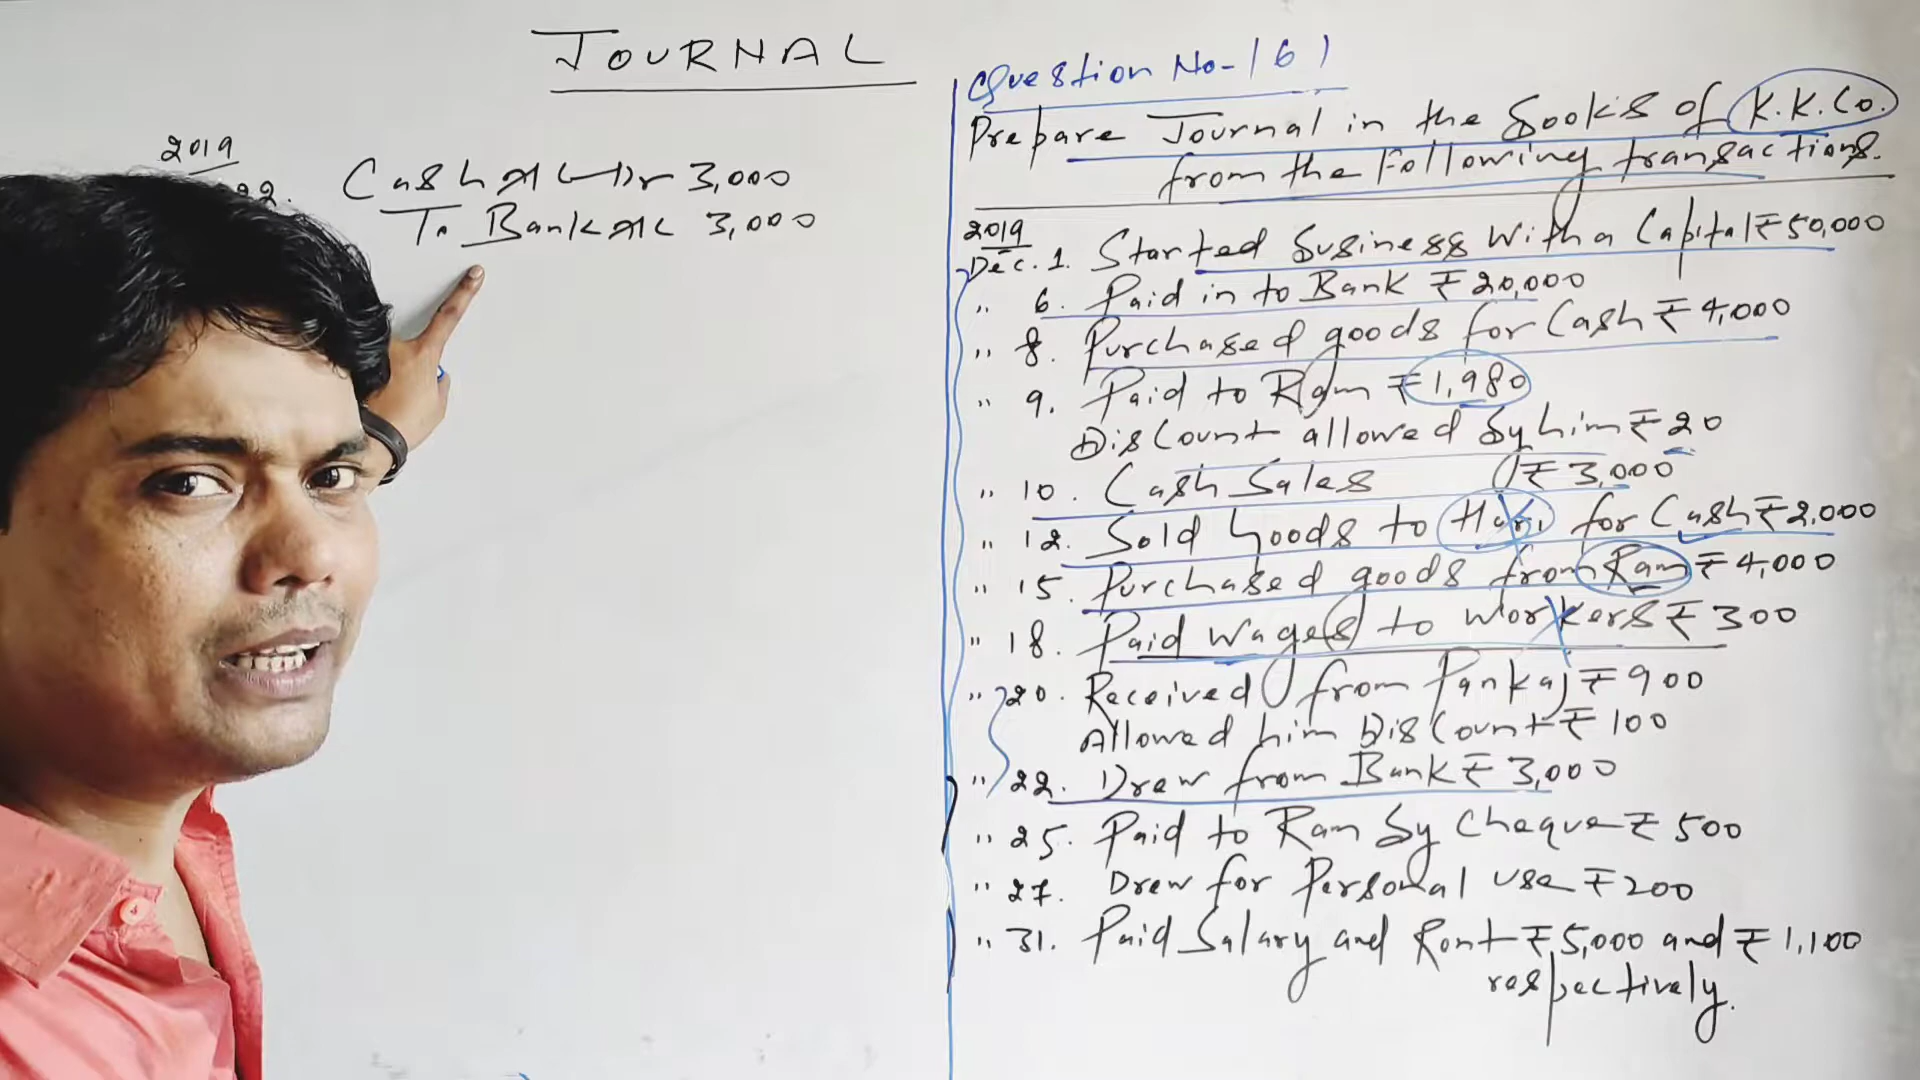 JOURNAL
2019
22. Cash A/c Dr 3,000
To Bank A/c 3,000
Question No-161
Prepare Journal in the books of K.K.Co.
from the Following transactions.
2019
Dec. 1. Started business with a Capital ₹50,000
" 6. Paid in to Bank ₹20,000
" 8. Purchased goods for Cash ₹4,000
" 9. Paid to Ram ₹1,980
Discount allowed by him ₹20
" 10. Cash Sales ₹3,000
" 12. Sold Goods to Hari for Cash ₹2,000
" 15. Purchased goods from Ram ₹4,000
" 18. Paid wages to workers ₹300
" 20. Received from Pankaj ₹900
Allowed him Discount ₹100
" 22. Drew from Bank ₹3,000
" 25. Paid to Ram by Cheque ₹500
" 27. Drew for Personal use ₹200
" 31. Paid Salary and Rent ₹5,000 and ₹1,100
respectively.